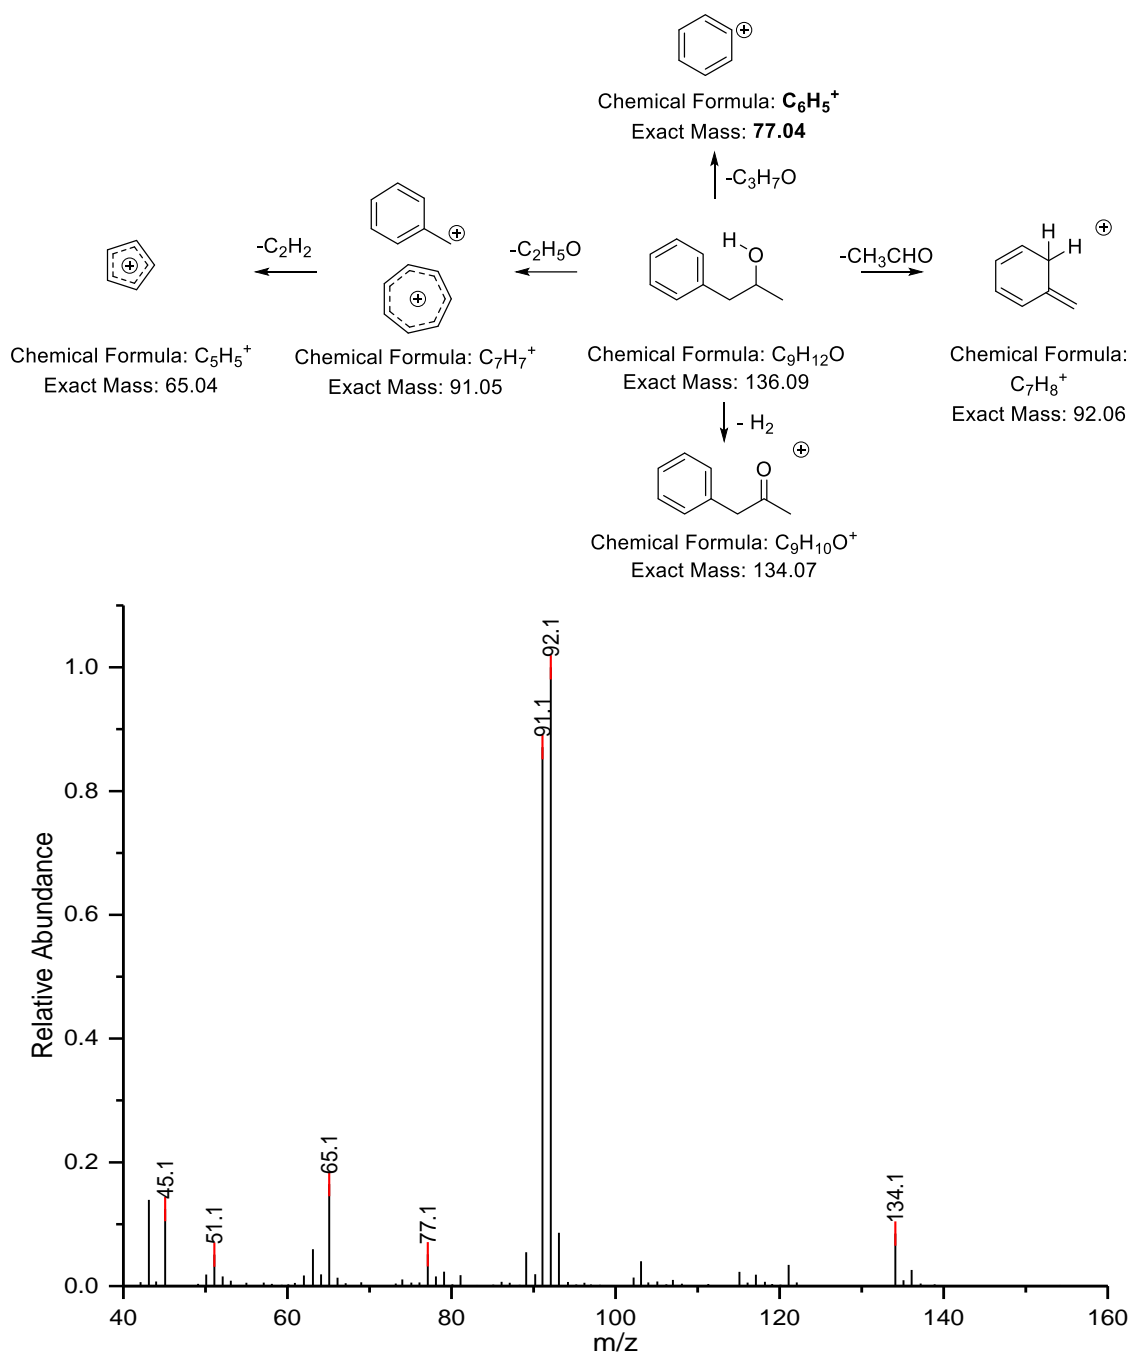 ⊕
Chemical Formula: C₆H₅⁺
Exact Mass: 77.04
-C₃H₇O
-C₂H₂
⊕
⊕
-C₂H₅O
⊕
H
O
-CH₃CHO
H
H
⊕
Chemical Formula: C₅H₅⁺
Exact Mass: 65.04
Chemical Formula: C₇H₇⁺
Exact Mass: 91.05
Chemical Formula: C₉H₁₂O
Exact Mass: 136.09
Chemical Formula:
C₇H₈⁺
Exact Mass: 92.06
- H₂
O
⊕
Chemical Formula: C₉H₁₀O⁺
Exact Mass: 134.07
Relative Abundance
1.0
0.8
0.6
0.4
0.2
0.0
45.1
51.1
65.1
77.1
91.1
92.1
134.1
40
60
80
100
120
140
160
m/z